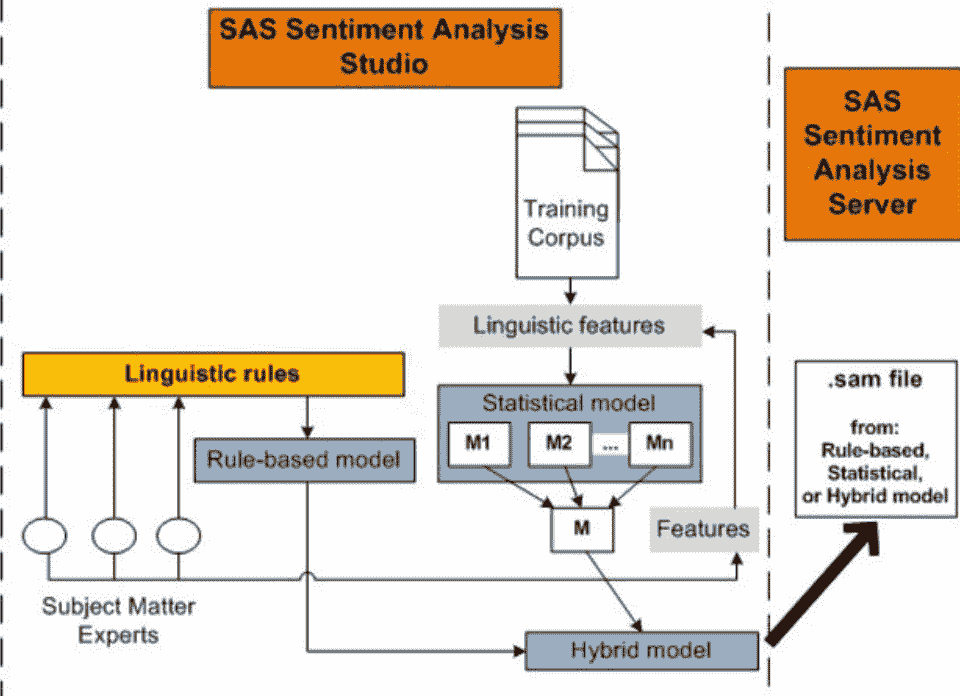 SAS Sentiment Analysis
Studio
SAS
Sentiment
Analysis
Server
Training
Corpus
Linguistic features
Linguistic rules
Statistical model
M1 M2 ... Mn
Rule-based model
M
Features
Subject Matter
Experts
Hybrid model
.sam file
from:
Rule-based,
Statistical,
or Hybrid model